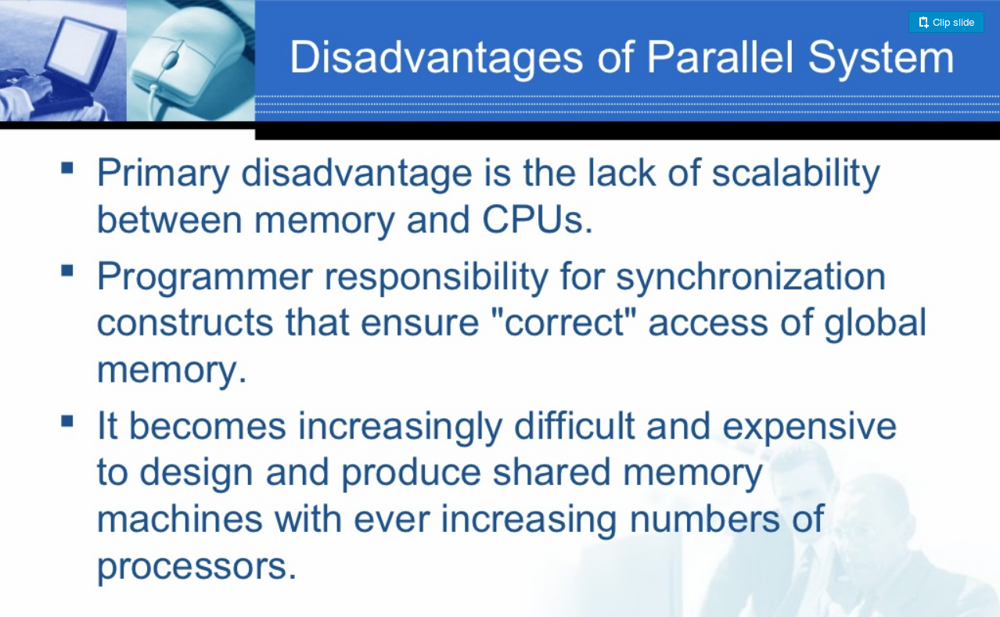 Clip slide
Disadvantages of Parallel System
Primary disadvantage is the lack of scalability
between memory and CPUs.
Programmer responsibility for synchronization
constructs that ensure "correct" access of global
memory.
It becomes increasingly difficult and expensive
to design and produce shared memory
machines with ever increasing numbers of
processors.